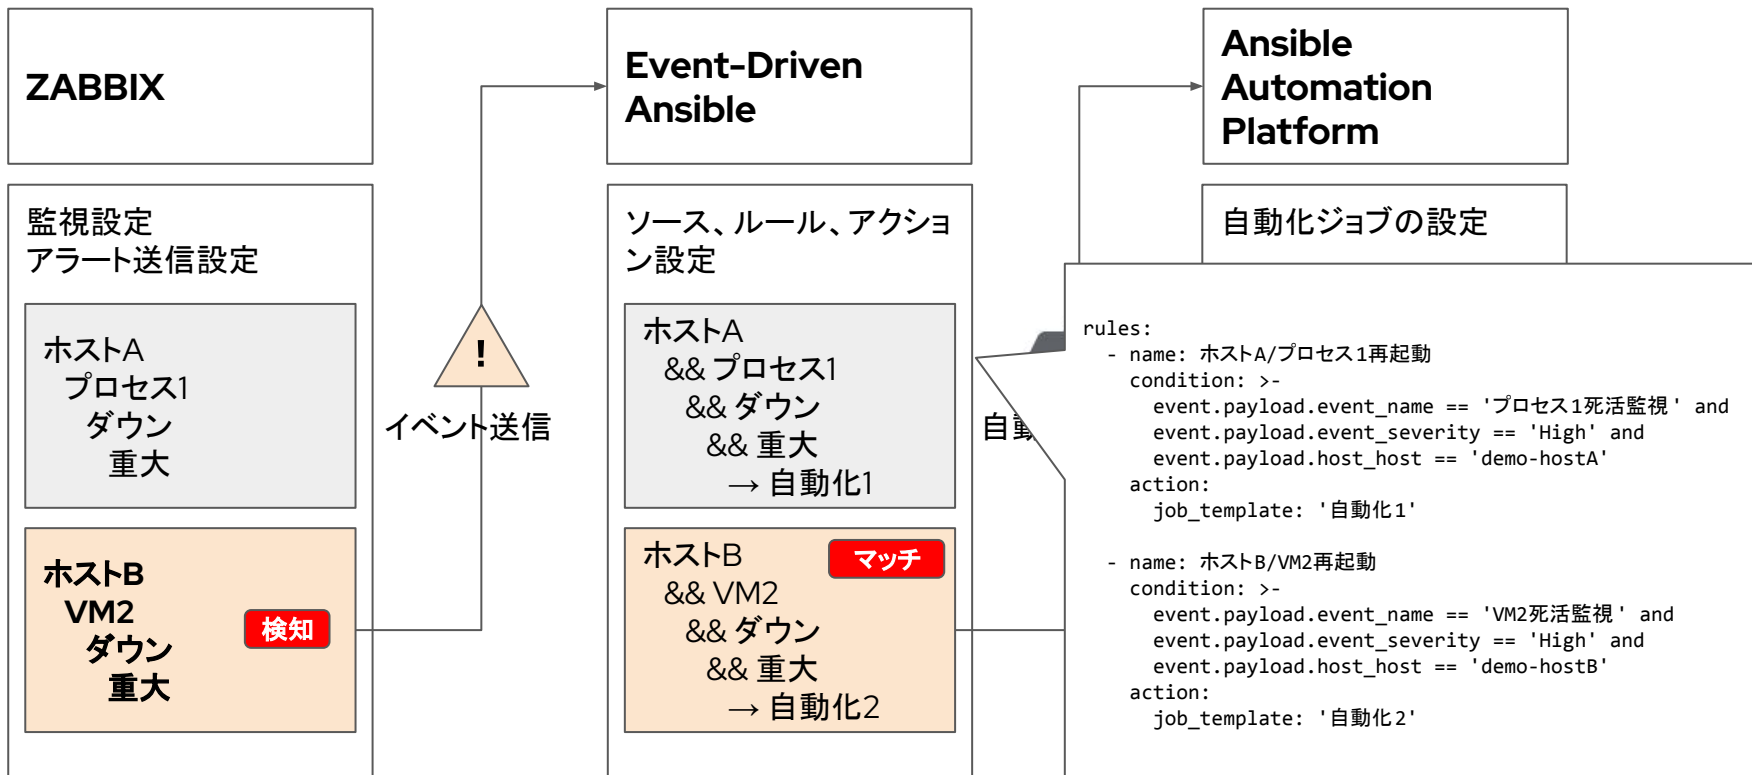 ZABBIX
監視設定
アラート送信設定
ホストA
プロセス1
ダウン
重大
ホストB
VM2
ダウン
重大
検知
!
イベント送信
Event-Driven
Ansible
ソース、ルール、アクショ
ン設定
ホストA
&& プロセス1
&& ダウン
&& 重大
→ 自動化1
ホストB
マッチ
&& VM2
&& ダウン
&& 重大
→ 自動化2
自動
Ansible
Automation
Platform
自動化ジョブの設定
rules:
  - name: ホストA/プロセス1再起動
    condition: >-
      event.payload.event_name == 'プロセス1死活監視' and
      event.payload.event_severity == 'High' and
      event.payload.host_host == 'demo-hostA'
    action:
      job_template: '自動化1'
  - name: ホストB/VM2再起動
    condition: >-
      event.payload.event_name == 'VM2死活監視' and
      event.payload.event_severity == 'High' and
      event.payload.host_host == 'demo-hostB'
    action:
      job_template: '自動化2'